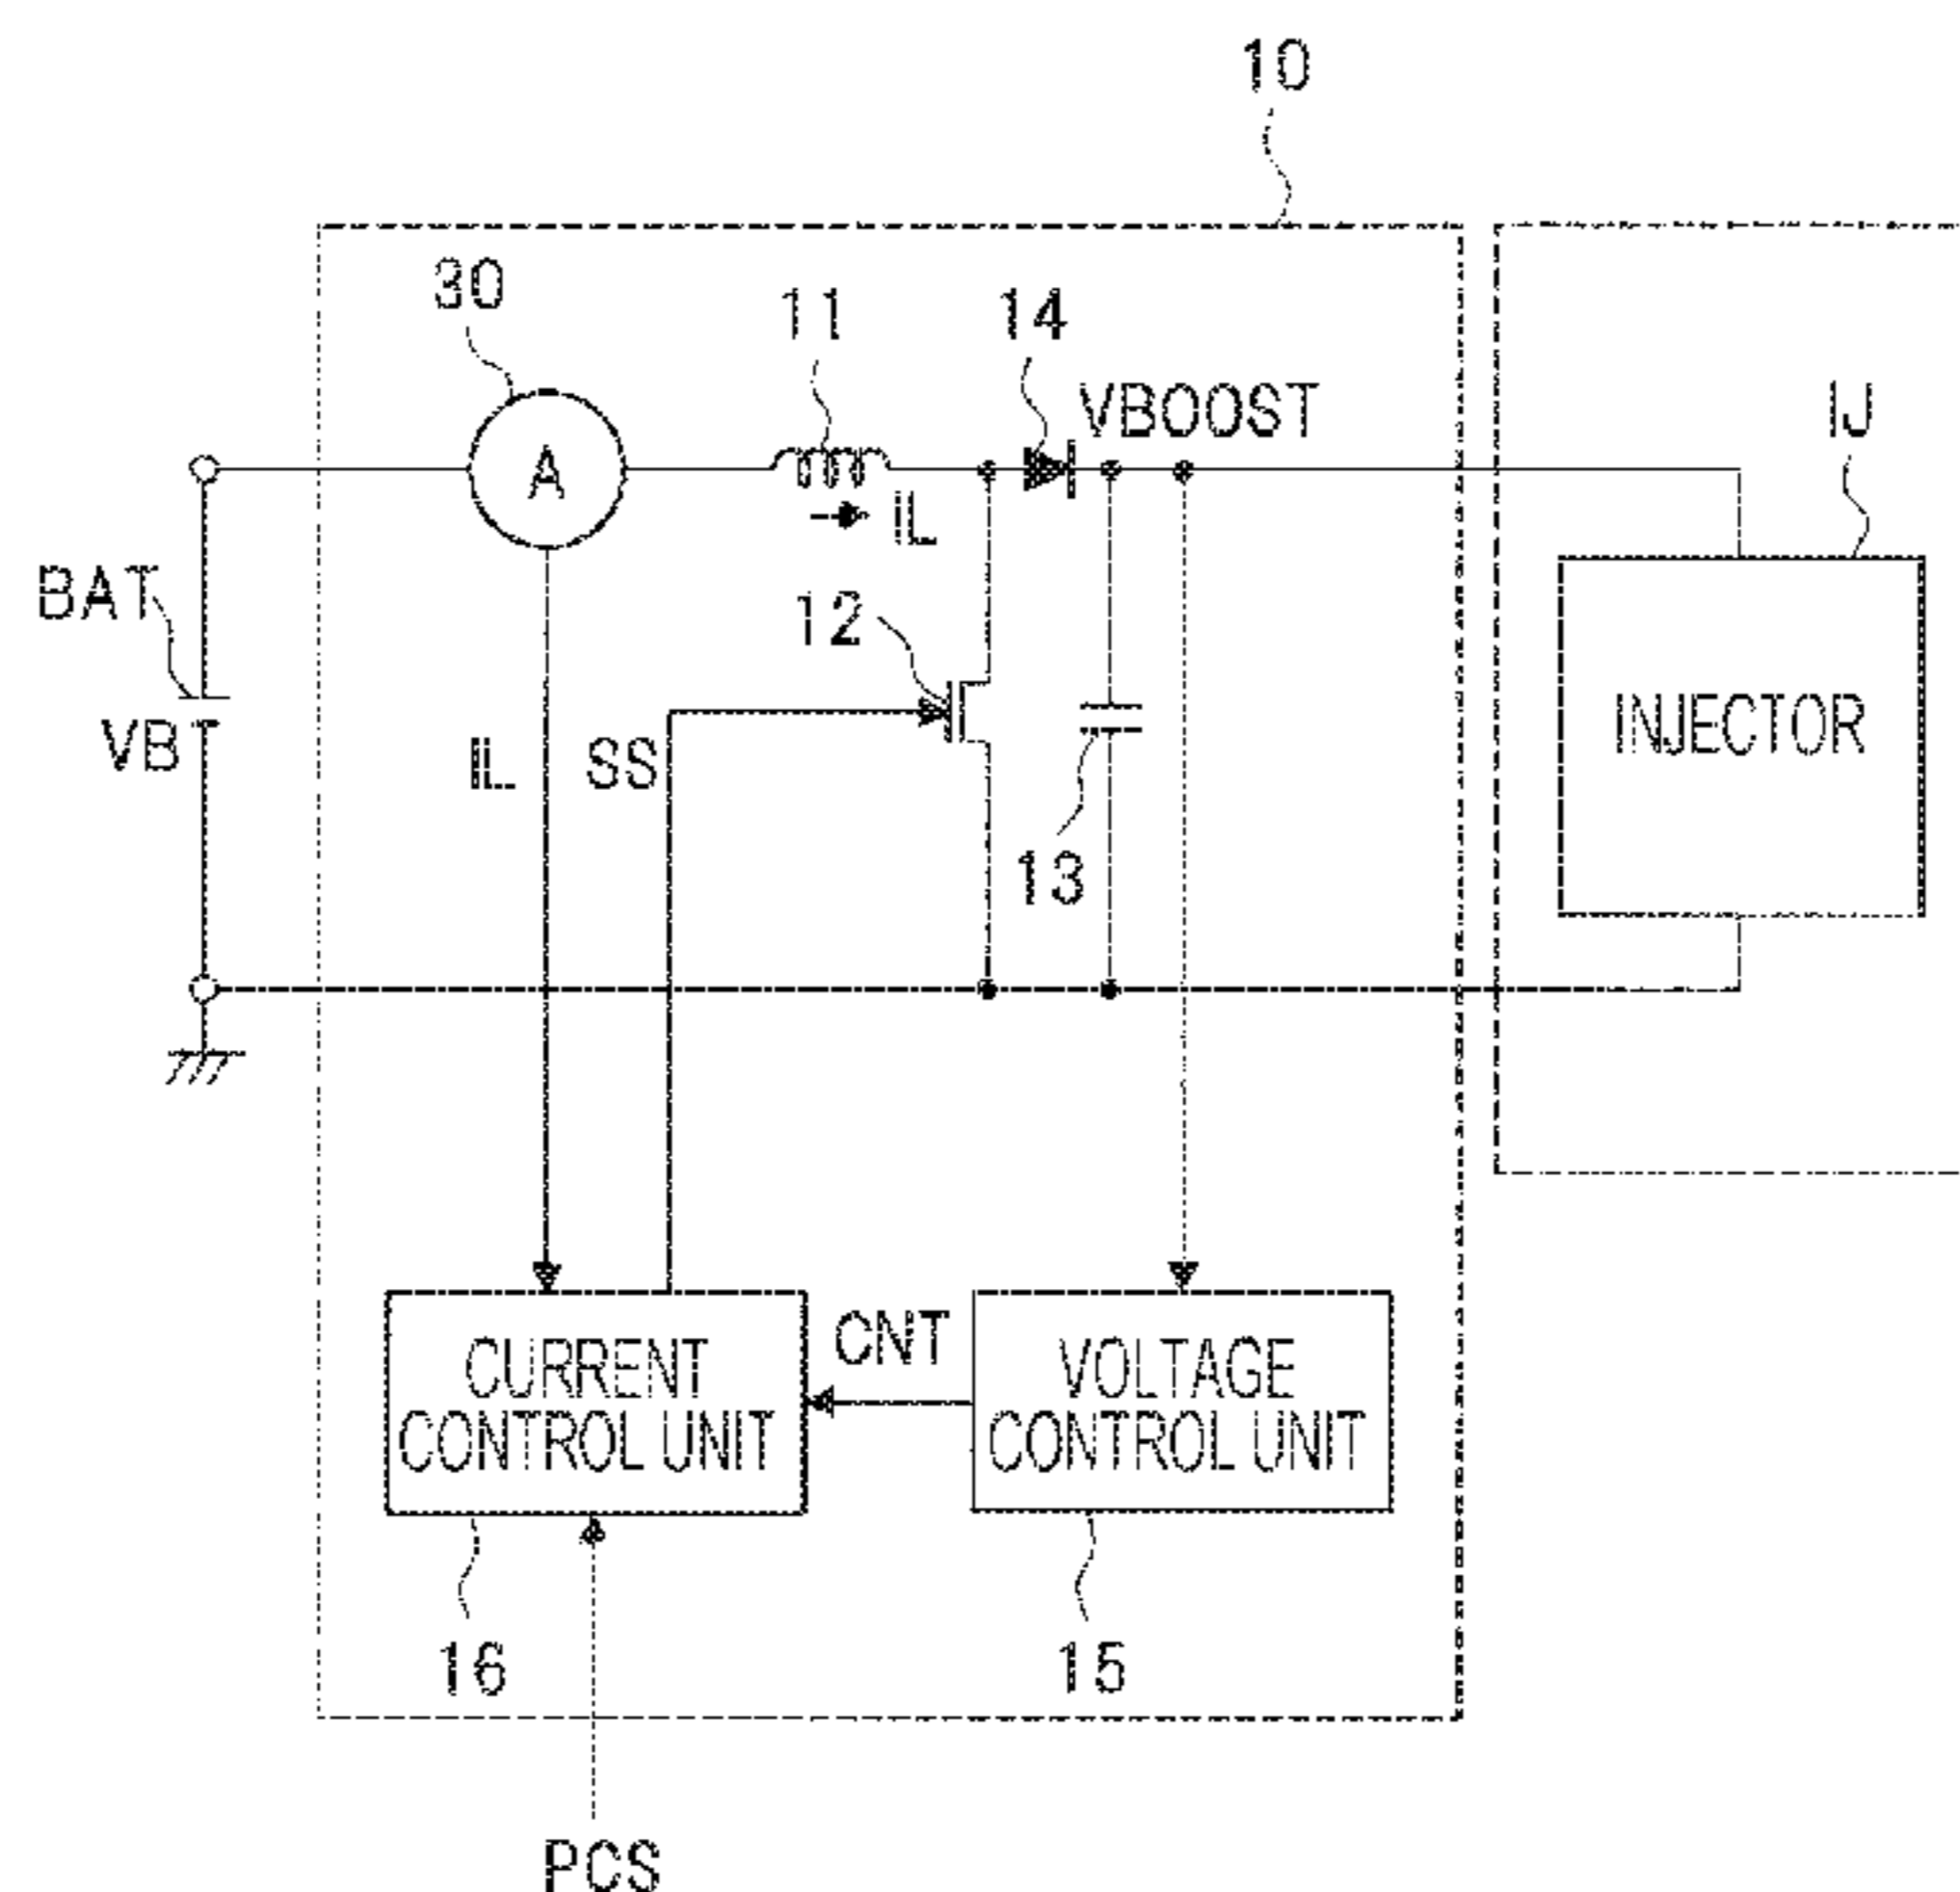 10
30
11
14
VBOOST
IJ
A
IL
BAT
12
VB
IL
SS
INJECTOR
13
CURRENT
CONTROL UNIT
CNT
VOLTAGE
CONTROL UNIT
16
15
PCS